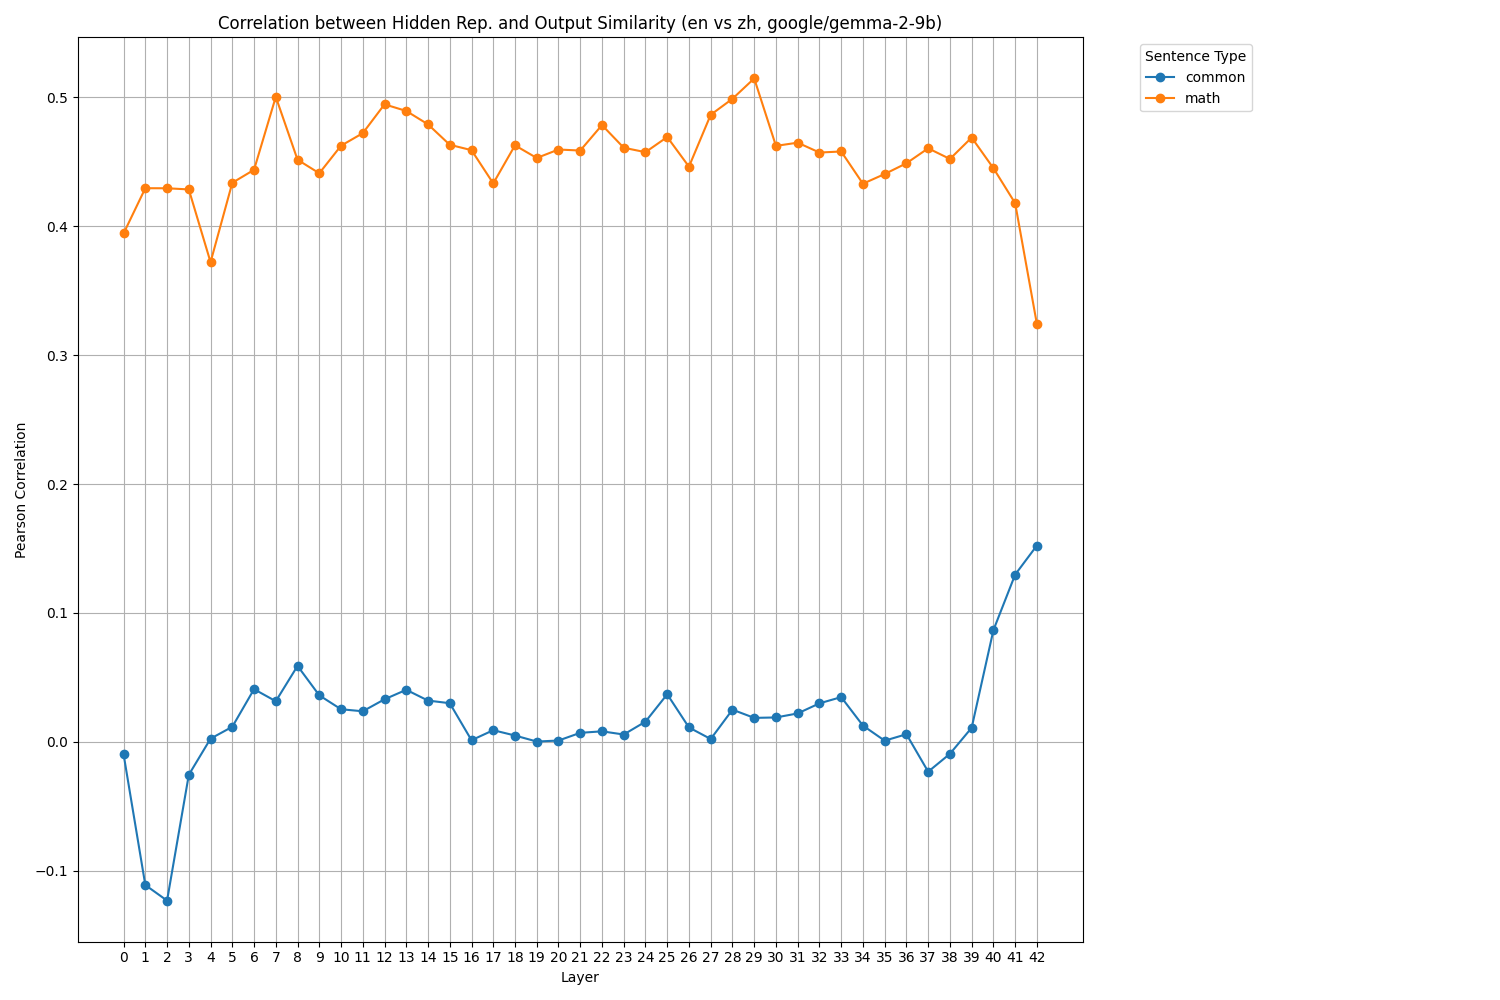 Correlation between Hidden Rep. and Output Similarity (en vs zh, google/gemma-2-9b)
Sentence Type
common
math
Pearson Correlation
0.5
0.4
0.3
0.2
0.1
0.0
−0.1
0 1 2 3 4 5 6 7 8 9 10 11 12 13 14 15 16 17 18 19 20 21 22 23 24 25 26 27 28 29 30 31 32 33 34 35 36 37 38 39 40 41 42
Layer